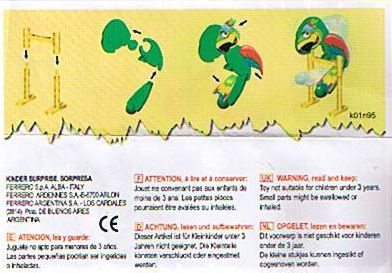 k01n95
KINDER SURPRISE, SORPRESA
FERRERO S.p.A. ALBA - ITALY
FERRERO ARDENNES S.A.-B-6700 ARLON
FERRERO ARGENTINA S.A. - LOS CARDALES
(2814) Pcia. DE BUENOS AIRES
ARGENTINA
CE
E ATENCION, lea y guarde:
Juguete no apto para menores de 3 años.
Las partes pequeñas podrían ser ingeridas
o inhaladas.
F ATTENTION, à lire et à conserver:
Jouet ne convenant pas aux enfants de
moins de 3 ans. Les petites pièces
pourraient être avalées ou inhalées.
D ACHTUNG, lesen und aufbewahren:
Dieser Artikel ist für Kleinkinder unter 3
Jahren nicht geeignet. Die Kleinteile
könnten verschluckt oder eingeatmet
werden.
UK WARNING, read and keep:
Toy not suitable for children under 3 years.
Small parts might be swallowed or
inhaled.
NL OPGELET, lezen en bewaren:
Dit voorwerp is niet geschikt voor kinderen
onder de 3 jaar.
De kleine stukjes kunnen ingeslikt of
opgesnoven worden.